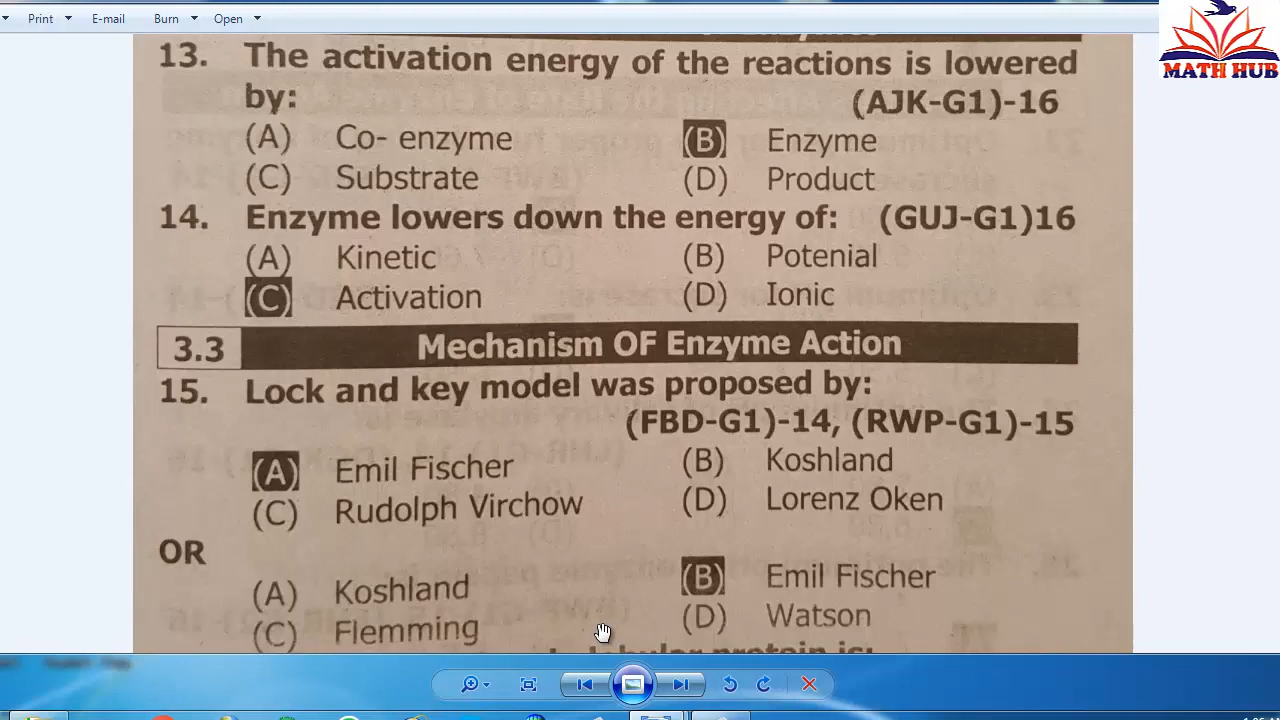 Print E-mail Burn Open
MATH HUB
13. The activation energy of the reactions is lowered
by: (AJK-G1)-16
(A) Co- enzyme (B) Enzyme
(C) Substrate (D) Product
14. Enzyme lowers down the energy of: (GUJ-G1)16
(A) Kinetic (B) Potenial
(C) Activation (D) Ionic
3.3 Mechanism OF Enzyme Action
15. Lock and key model was proposed by:
(FBD-G1)-14, (RWP-G1)-15
(A) Emil Fischer (B) Koshland
(C) Rudolph Virchow (D) Lorenz Oken
OR
(A) Koshland (B) Emil Fischer
(C) Flemming (D) Watson
protein is: